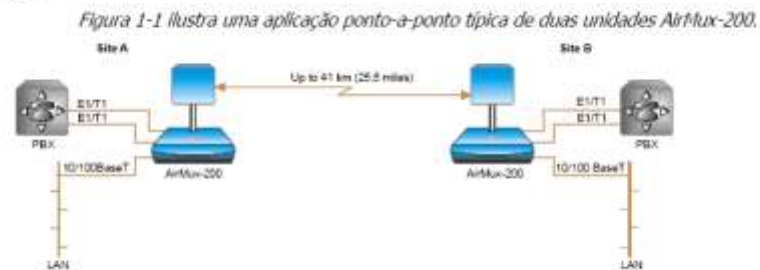 Figura 1-1 ilustra uma aplicação ponto-a-ponto típica de duas unidades AirMux-200.
Site A
Site B
Up to 41 km (25.5 miles)
E1/T1
E1/T1
PBX
10/100BaseT
AirMux-200
LAN
E1/T1
E1/T1
PBX
10/100 BaseT
AirMux-200
LAN